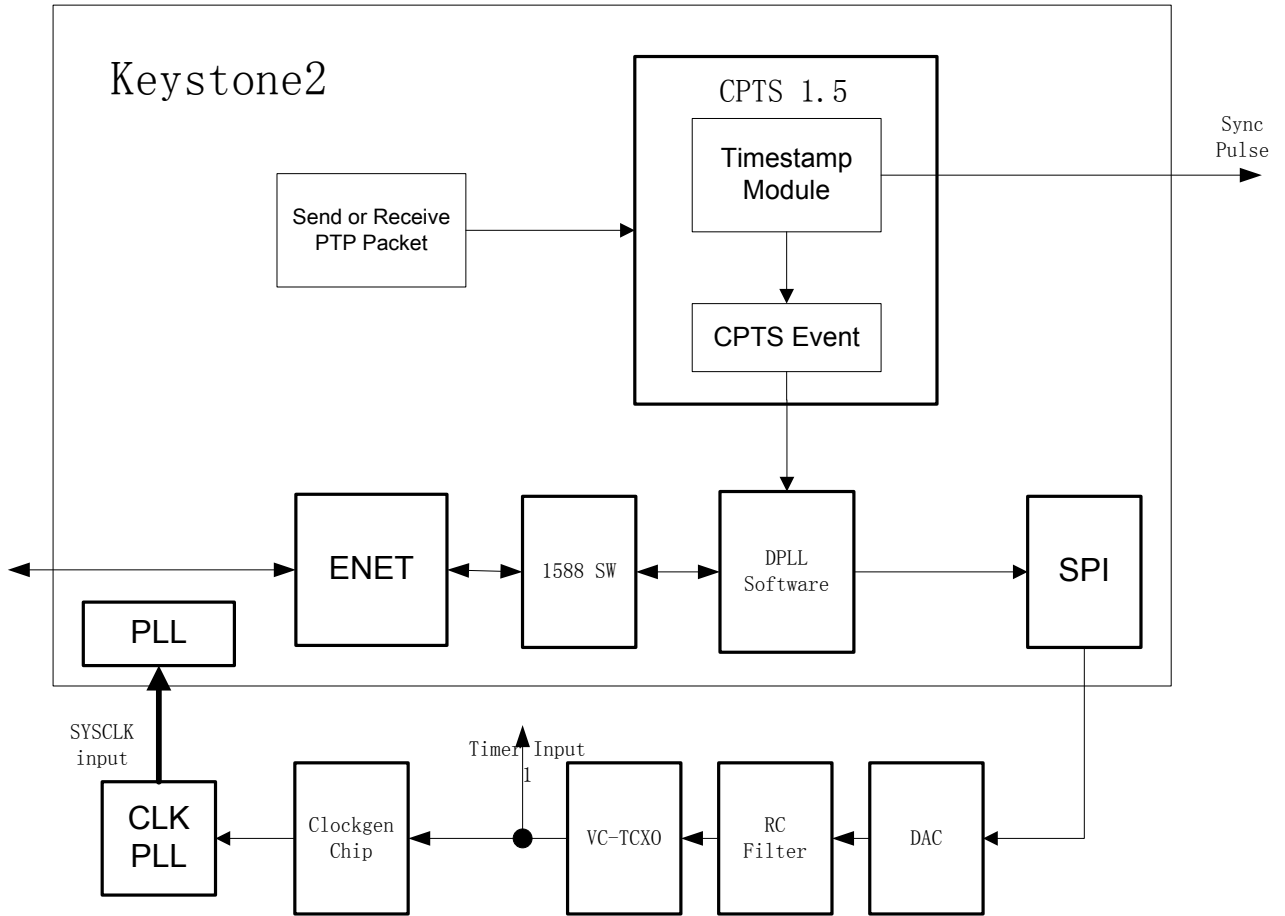 Keystone2
CPTS 1.5
Timestamp
Module
Sync
Pulse
Send or Receive
PTP Packet
CPTS Event
ENET
1588 SW
DPLL
Software
SPI
PLL
SYSCLK
input
Timer Input
1
CLK
PLL
Clockgen
Chip
VC-TCXO
RC
Filter
DAC